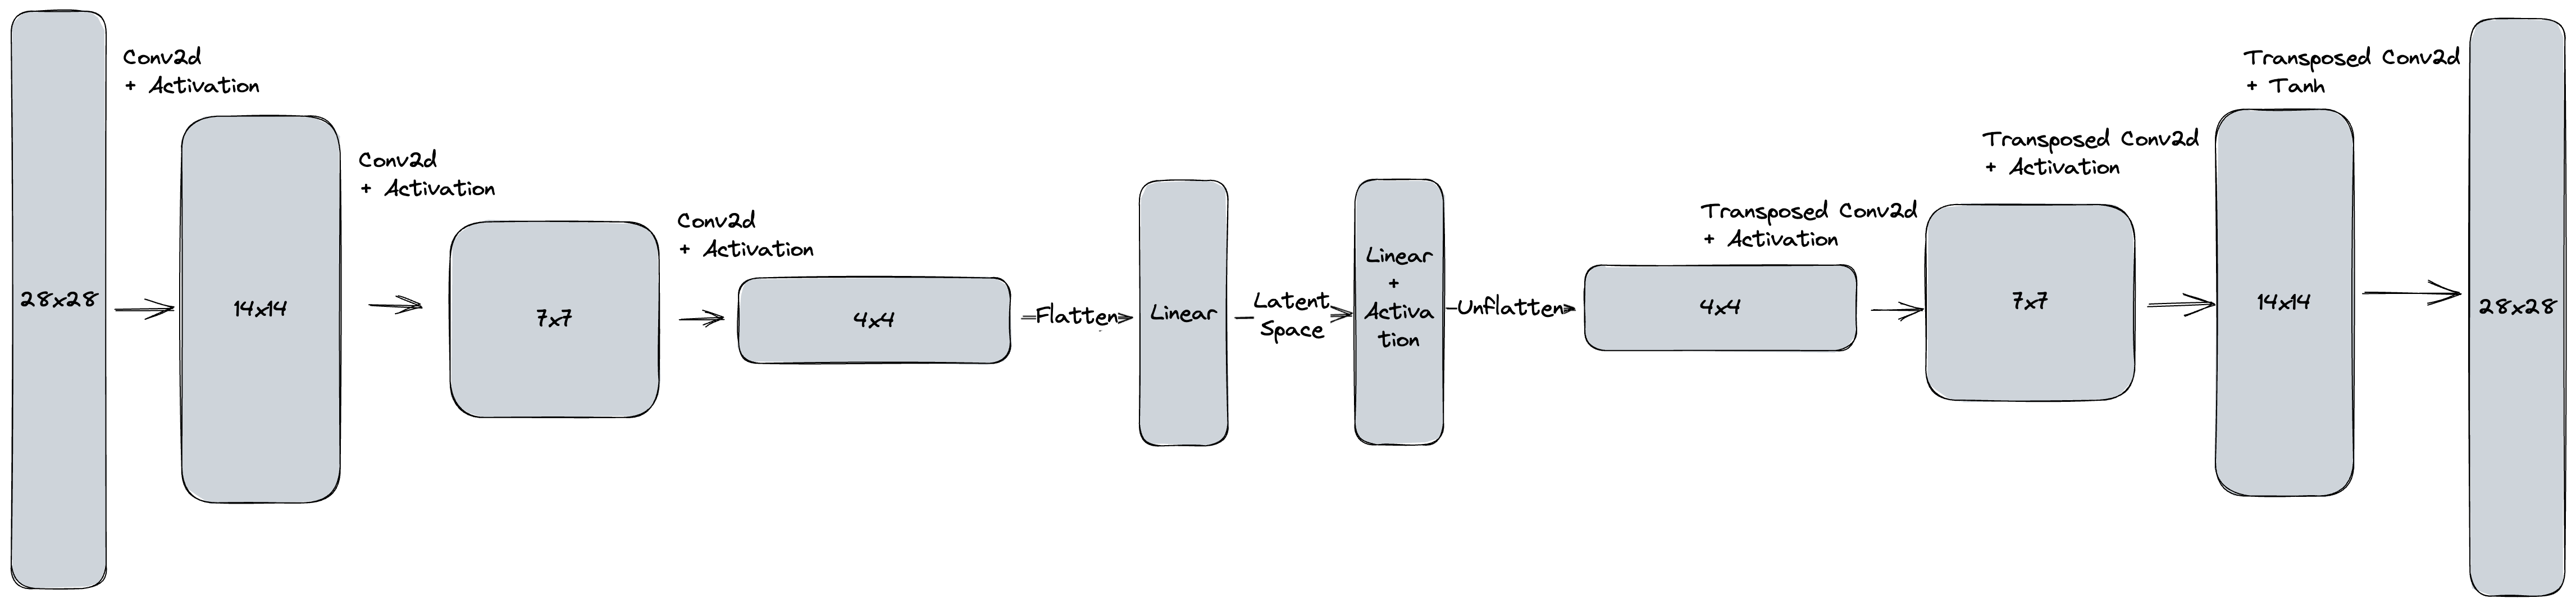 28x28
Conv2d
+ Activation
14x14
Conv2d
+ Activation
7x7
Conv2d
+ Activation
4x4
Flatten
Linear
Latent
Space
Linear
+
Activa
tion
Unflatten
4x4
Transposed Conv2d
+ Activation
7x7
Transposed Conv2d
+ Activation
14x14
Transposed Conv2d
+ Tanh
28x28